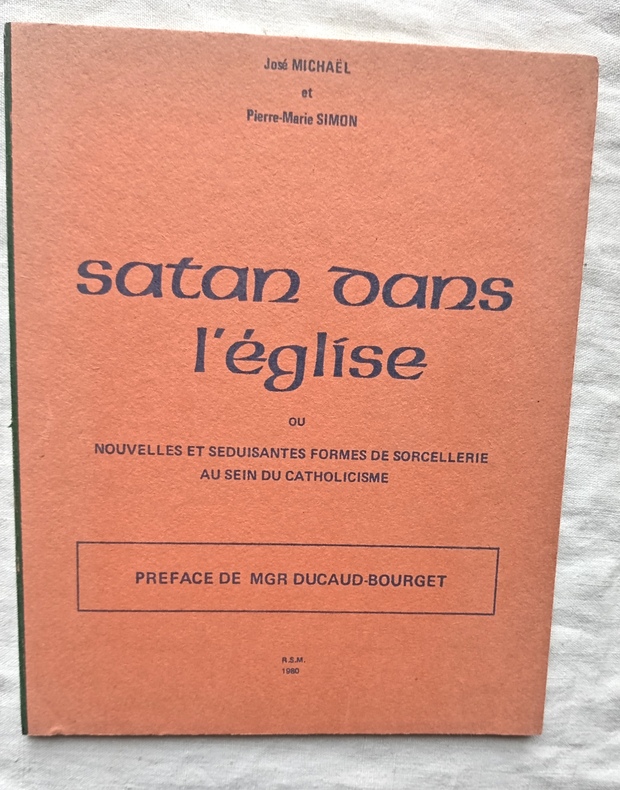 José MICHAËL
et
Pierre-Marie SIMON
satan dans
l'église
OU
NOUVELLES ET SEDUISANTES FORMES DE SORCELLERIE
AU SEIN DU CATHOLICISME
PREFACE DE MGR DUCAUD-BOURGET
R.S.M.
1980